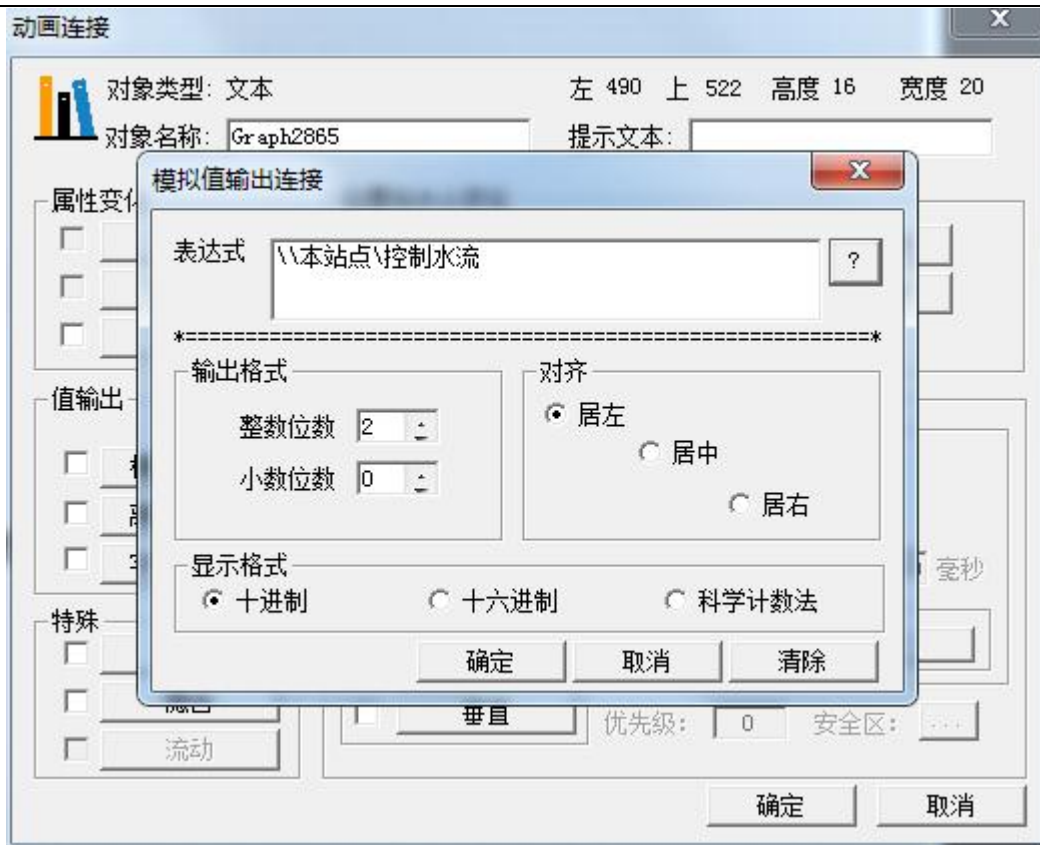 动画连接
对象类型: 文本 左 490 上 522 高度 16 宽度 20
对象名称: Graph2865 提示文本:
模拟值输出连接
属性变
表达式 \\本站点\控制水流 ?
*=========================================================*
输出格式 对齐
值输出
整数位数 2 居左
居中
小数位数 0
居右
显示格式 毫秒
十进制 十六进制 科学计数法
特殊
确定 取消 清除
垂直 优先级: 0 安全区: ...
流动
确定 取消